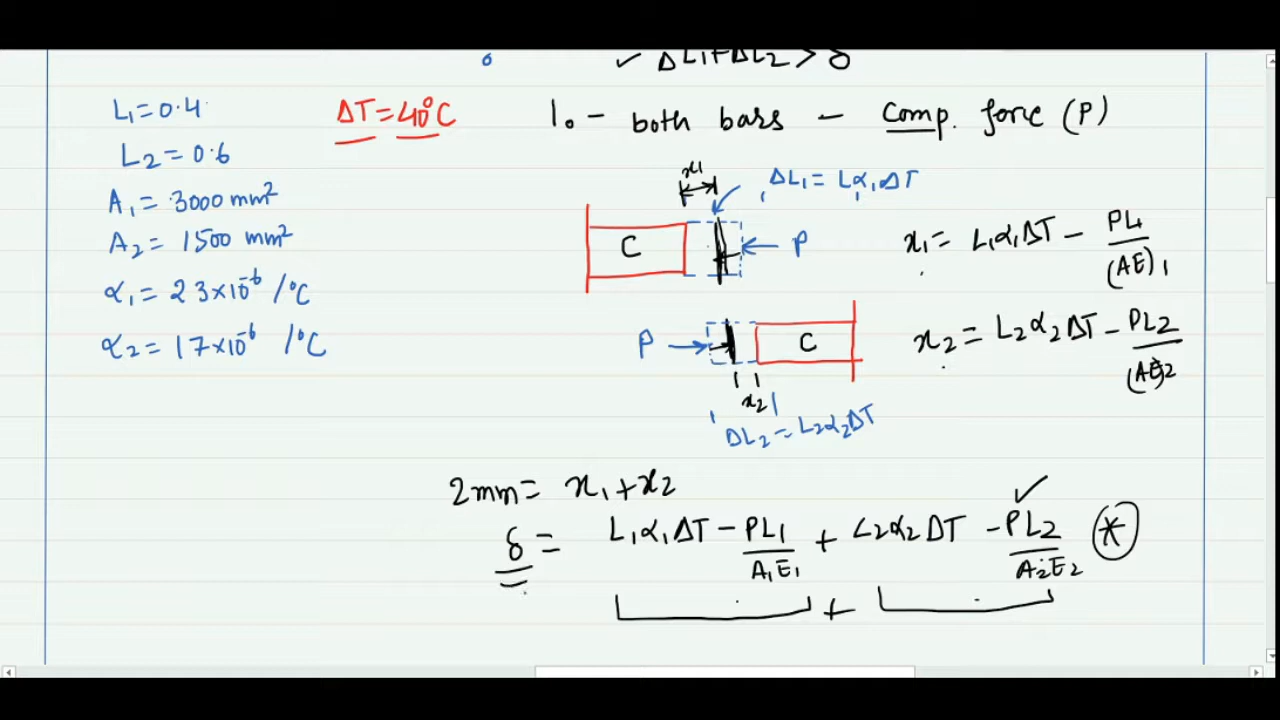 ✓ ΔL1+ΔL2 > δ
L1=0.4
ΔT=40°C
1. - both bars - Comp. force (P)
L2=0.6
A1=3000 mm²
A2=1500 mm²
α1=23×10⁻⁶ /°C
α2=17×10⁻⁶ /°C
x1
ΔL1=Lα1ΔT
C
P
x1= L1α1ΔT - PL1/(AE)1
P
C
x2= L2α2ΔT - PL2/(AE)2
x2
ΔL2=L2α2ΔT
2mm= x1+x2
δ= L1α1ΔT - PL1/A1E1 + L2α2ΔT - PL2/A2E2 ✓ *
+